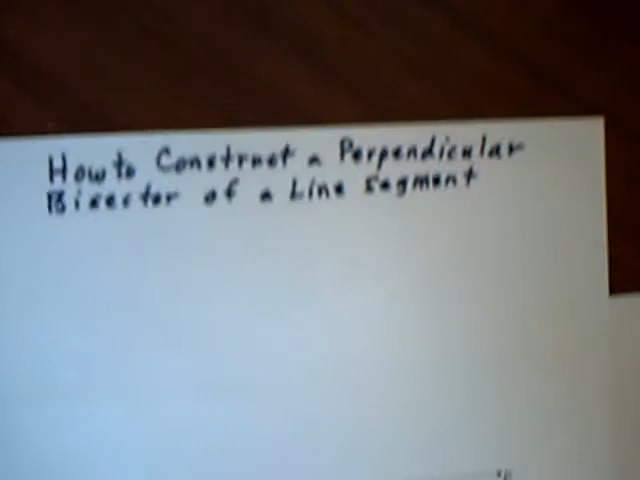 How to Construct a Perpendicular
Bisector of a Line Segment